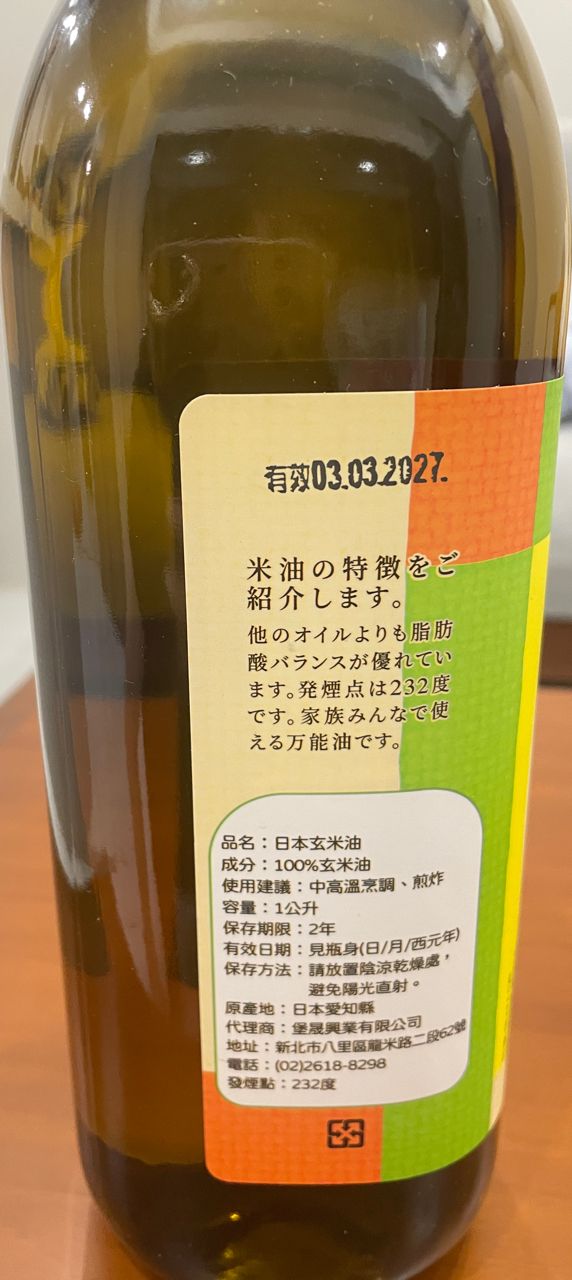 有效03.03.2027.
米油の特徴をご
紹介します。
他のオイルよりも脂肪
酸バランスが優れてい
ます。発煙点は232度
です。家族みんなで使
える万能油です。
品名：日本玄米油
成分：100%玄米油
使用建議：中高溫烹調、煎炸
容量：1公升
保存期限：2年
有效日期：見瓶身(日/月/西元年)
保存方法：請放置陰涼乾燥處，
避免陽光直射。
原產地：日本愛知縣
代理商：堡晟興業有限公司
地址：新北市八里區龍米路二段62號
電話：(02)2618-8298
發煙點：232度